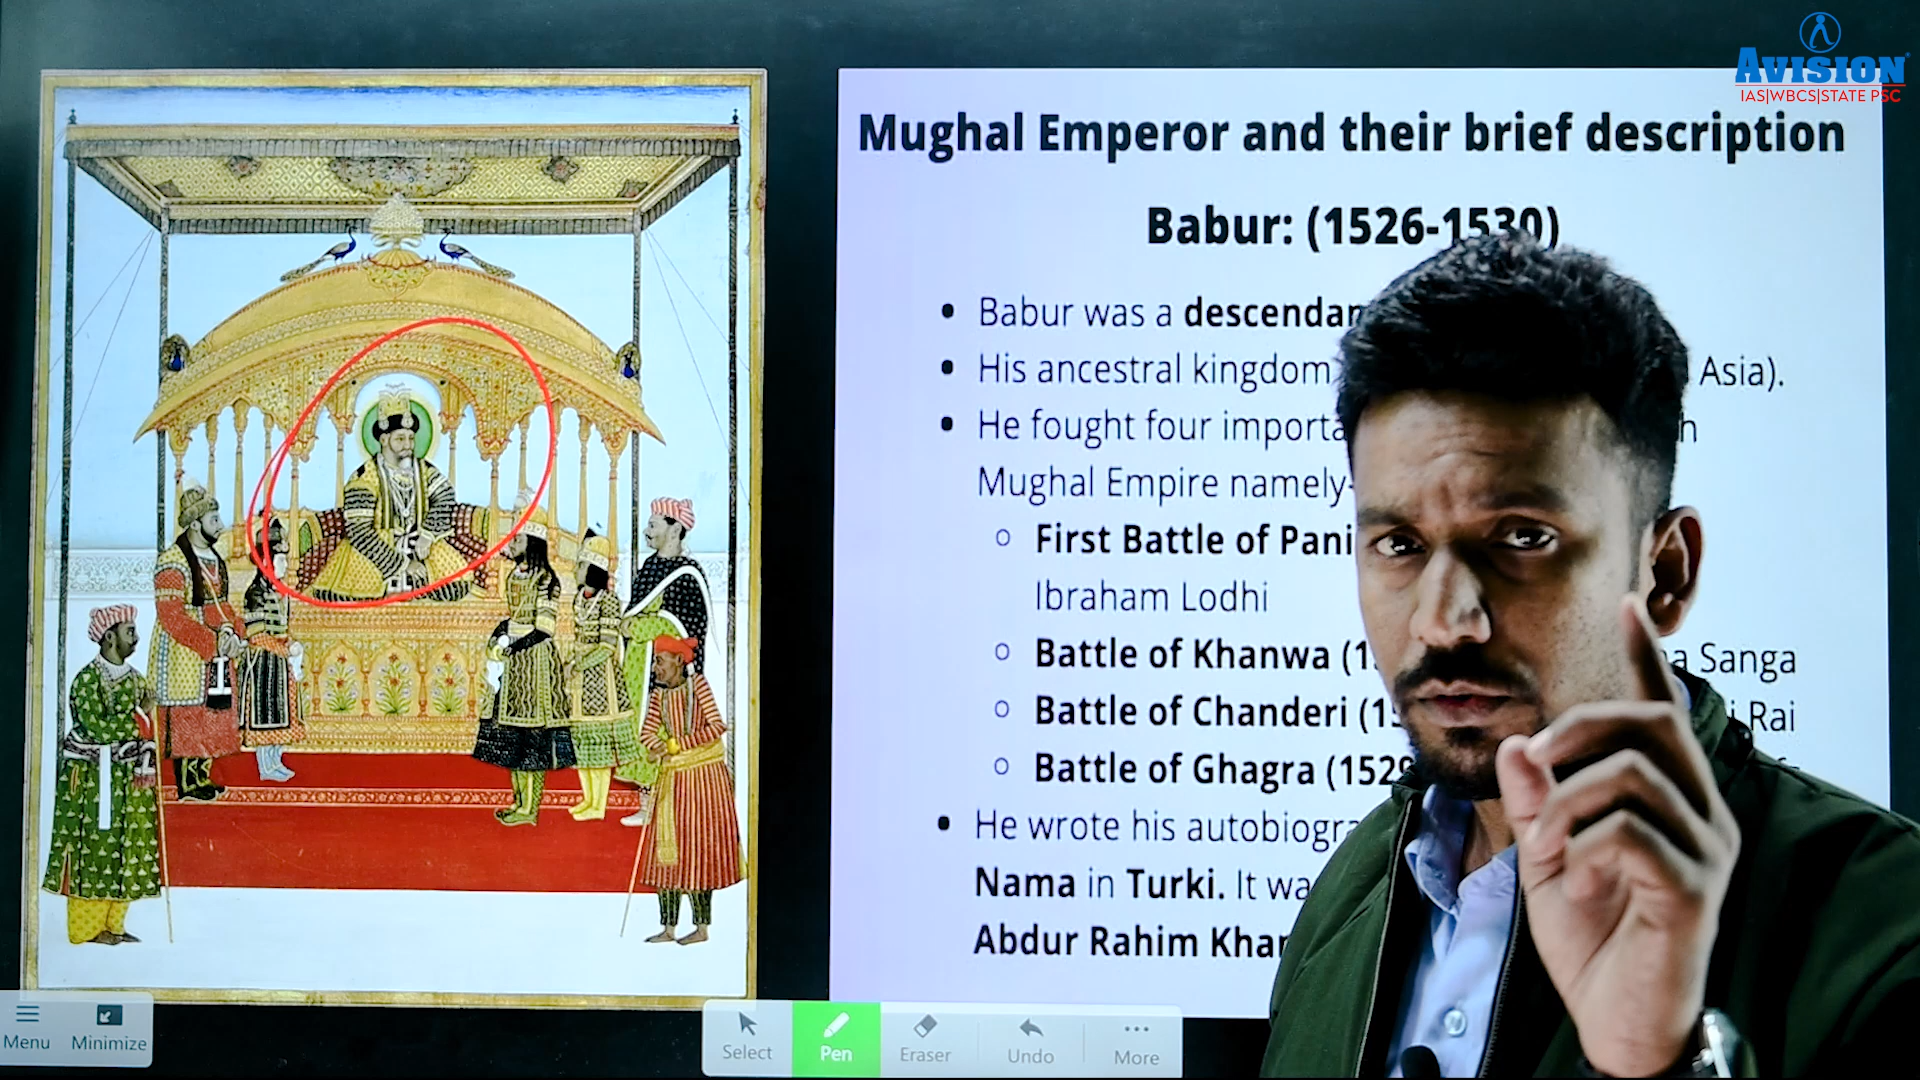 AVISION
IAS|WBCS|STATE PSC
Mughal Emperor and their brief description
Babur: (1526-1530)
Babur was a descendan
His ancestral kingdom Asia).
He fought four importa h
Mughal Empire namely-
First Battle of Pani
Ibraham Lodhi
Battle of Khanwa (1 a Sanga
Battle of Chanderi (15 i Rai
Battle of Ghagra (1529
He wrote his autobiogra
Nama in Turki. It wa
Abdur Rahim Khan
Menu
Minimize
Select
Pen
Eraser
Undo
More